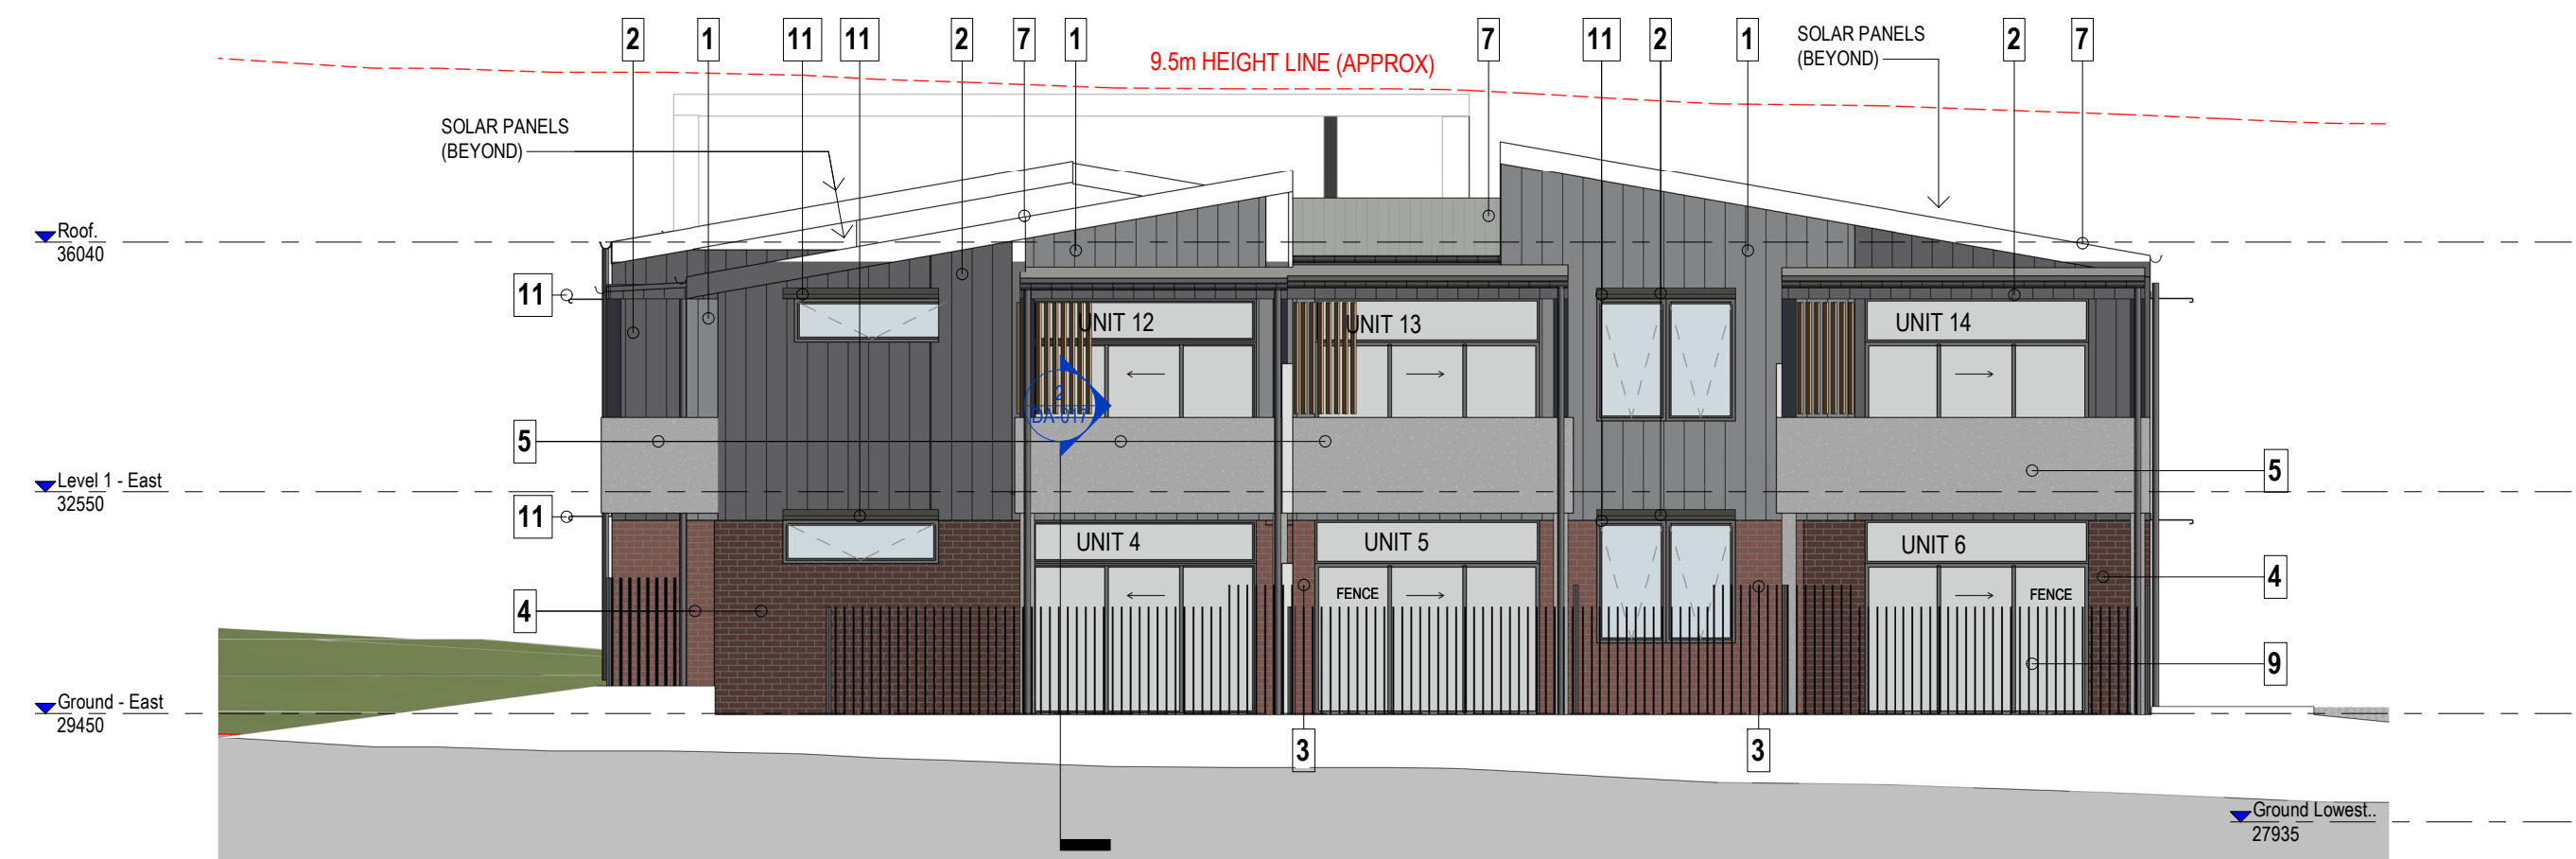 2
1
11
11
2
7
1
9.5m HEIGHT LINE (APPROX)
7
11
2
1
SOLAR PANELS
(BEYOND)
2
7
SOLAR PANELS
(BEYOND)
Roof.
36040
11
UNIT 12
UNIT 13
UNIT 14
2
DA 017
5
5
Level 1 - East
32550
11
UNIT 4
UNIT 5
UNIT 6
FENCE
FENCE
4
4
9
Ground - East
29450
3
3
Ground Lowest..
27935